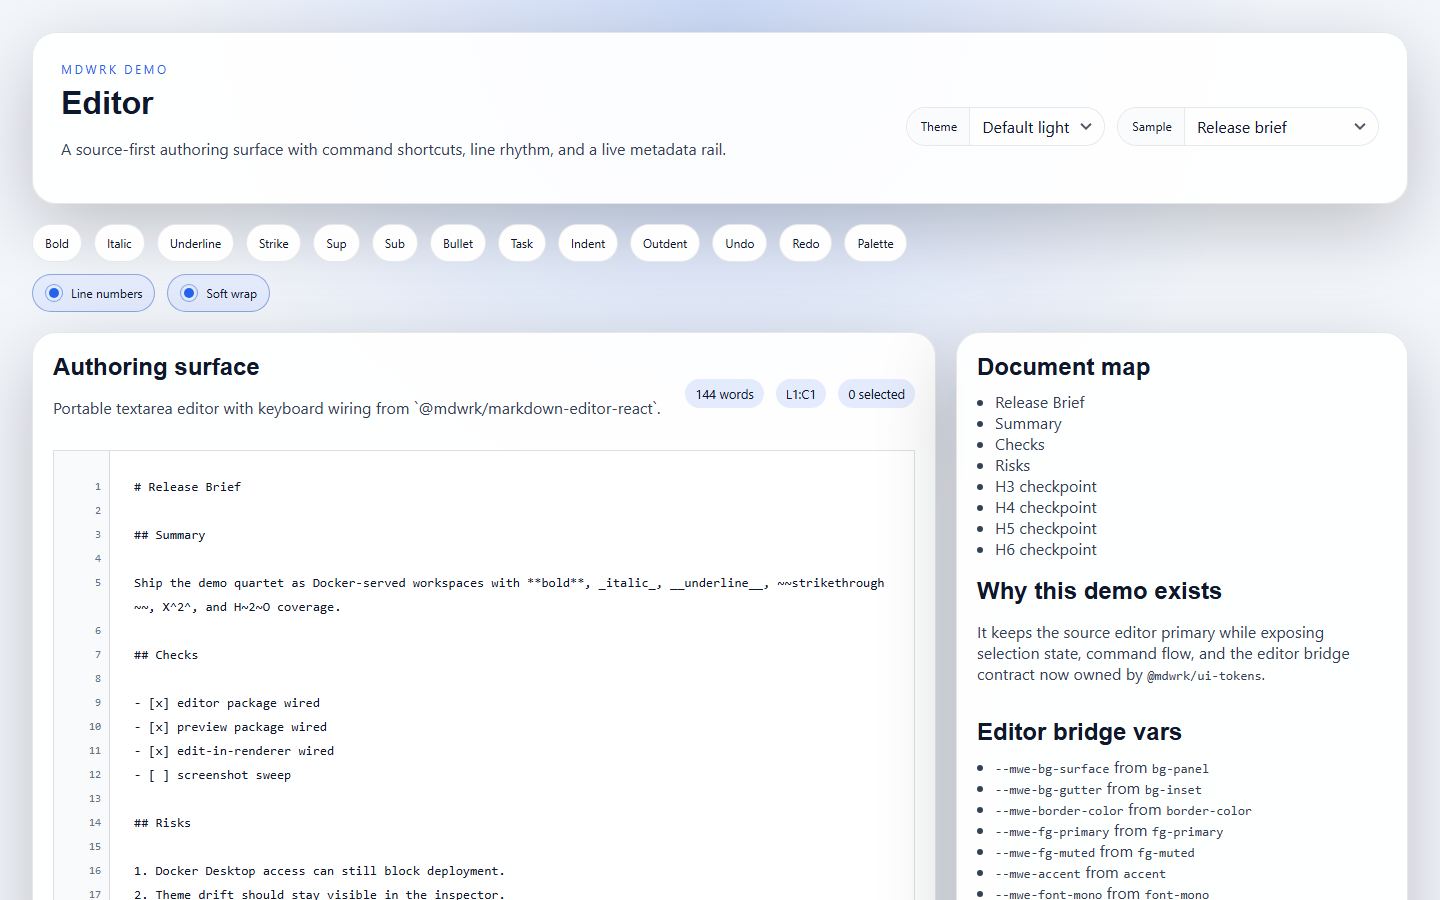 MDWRK DEMO
Editor
A source-first authoring surface with command shortcuts, line rhythm, and a live metadata rail.
Theme Default light
Sample Release brief
Bold Italic Underline Strike Sup Sub Bullet Task Indent Outdent Undo Redo Palette
Line numbers Soft wrap
Authoring surface
Portable textarea editor with keyboard wiring from `@mdwrk/markdown-editor-react`.
144 words L1:C1 0 selected
1 # Release Brief
2
3 ## Summary
4
5 Ship the demo quartet as Docker-served workspaces with **bold**, _italic_, __underline__, ~~strikethrough
~~, X^2^, and H~2~O coverage.
6
7 ## Checks
8
9 - [x] editor package wired
10 - [x] preview package wired
11 - [x] edit-in-renderer wired
12 - [ ] screenshot sweep
13
14 ## Risks
15
16 1. Docker Desktop access can still block deployment.
17 2. Theme drift should stay visible in the inspector.
Document map
Release Brief
Summary
Checks
Risks
H3 checkpoint
H4 checkpoint
H5 checkpoint
H6 checkpoint
Why this demo exists
It keeps the source editor primary while exposing
selection state, command flow, and the editor bridge
contract now owned by @mdwrk/ui-tokens.
Editor bridge vars
--mwe-bg-surface from bg-panel
--mwe-bg-gutter from bg-inset
--mwe-border-color from border-color
--mwe-fg-primary from fg-primary
--mwe-fg-muted from fg-muted
--mwe-accent from accent
--mwe-font-mono from font-mono